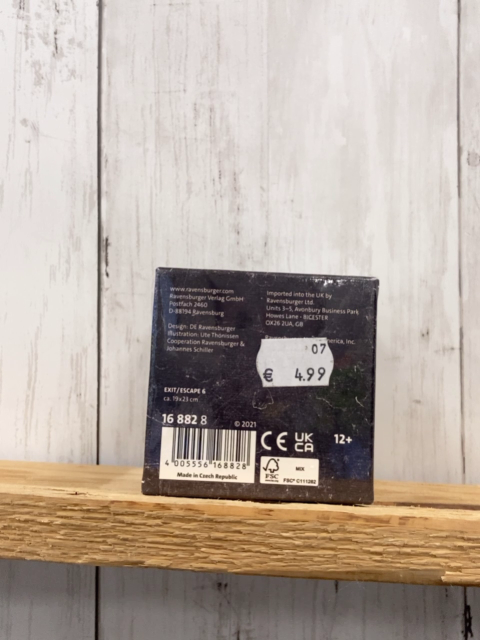 www.ravensburger.com
Ravensburger Verlag GmbH
Postfach 2460
D-88194 Ravensburg
Design: DE Ravensburger
Illustration: Ute Thönissen
Cooperation Ravensburger &
Johannes Schiller
Imported into the UK by
Ravensburger Ltd.
Units 3–5, Avonbury Business Park
Howes Lane - BICESTER
OX26 2UA, GB
Inc.
07
€ 4.99
EXIT/ESCAPE 6
ca. 19x23 cm
16 882 8
© 2021
4 005556 168828
Made in Czech Republic
CE UK
CA
12+
FSC
MIX
FSC® C111262